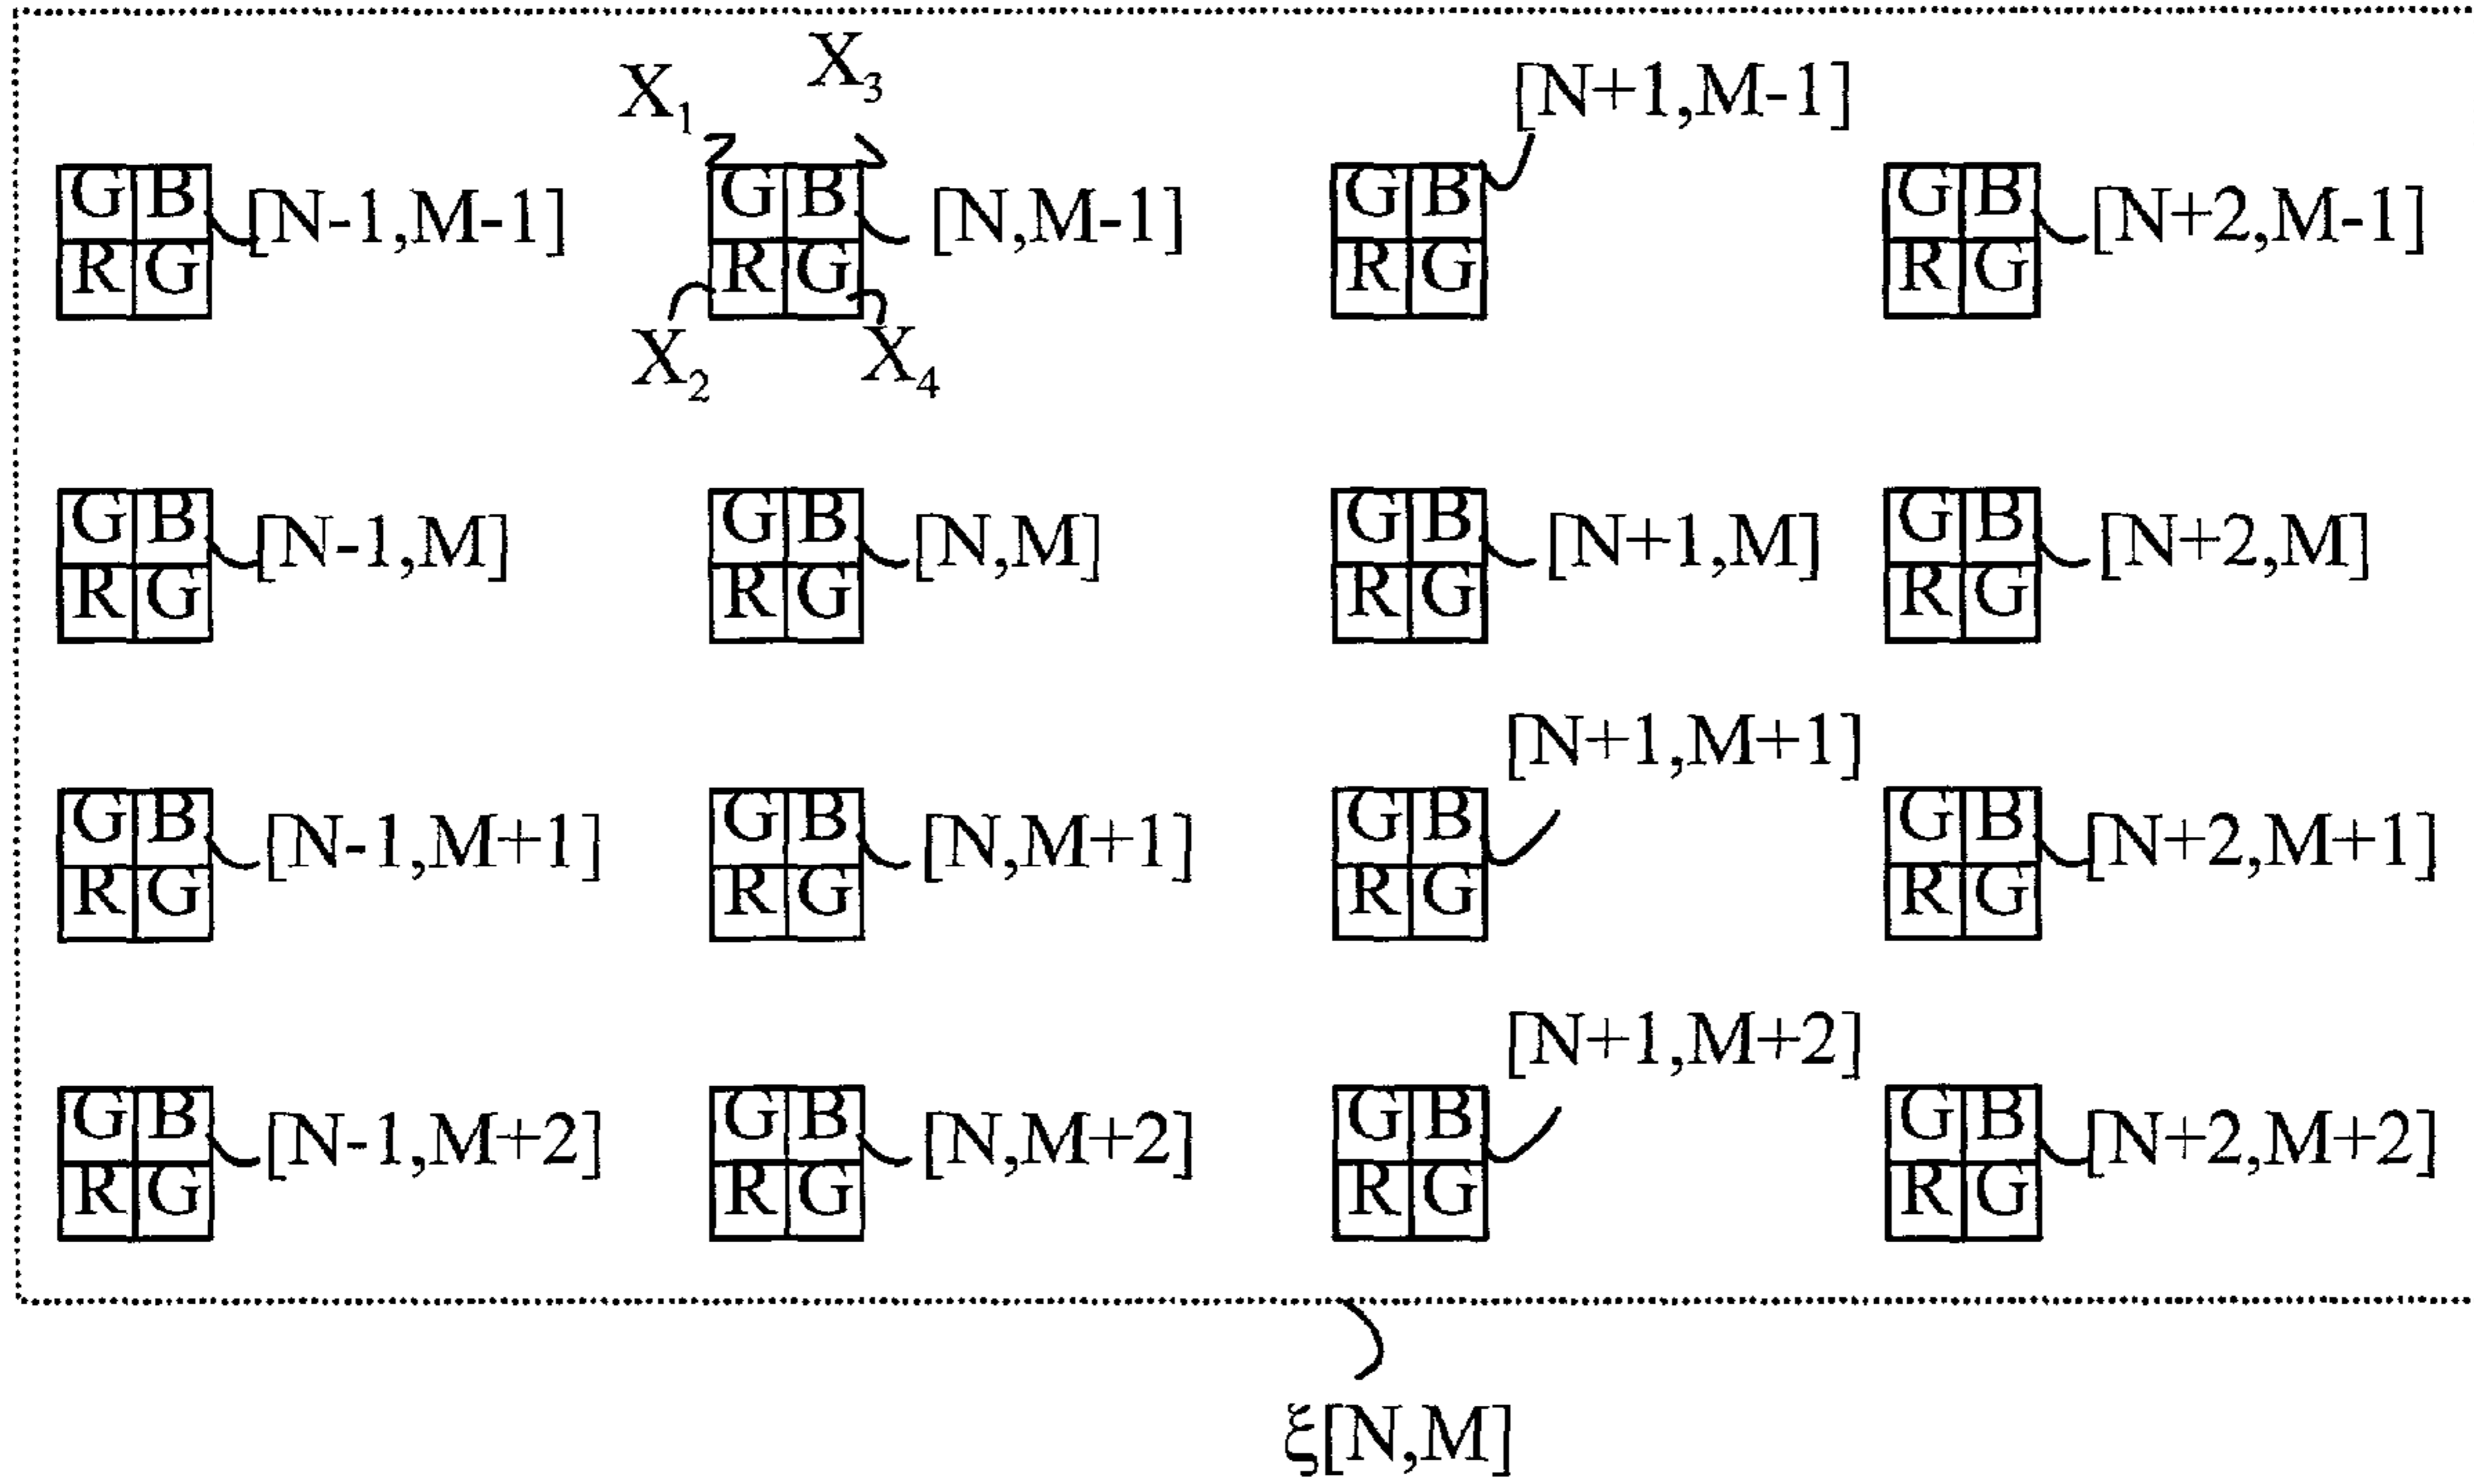 X1 X3 [N+1,M-1]
G B G B G B G B
[N-1,M-1] [N,M-1] [N+2,M-1]
R G R G R G R G
X2 X4
G B G B G B G B
[N-1,M] [N,M] [N+1,M] [N+2,M]
R G R G R G R G
[N+1,M+1]
G B G B G B G B
[N-1,M+1] [N,M+1] [N+2,M+1]
R G R G R G R G
[N+1,M+2]
G B G B G B G B
[N-1,M+2] [N,M+2] [N+2,M+2]
R G R G R G R G
ξ[N,M]